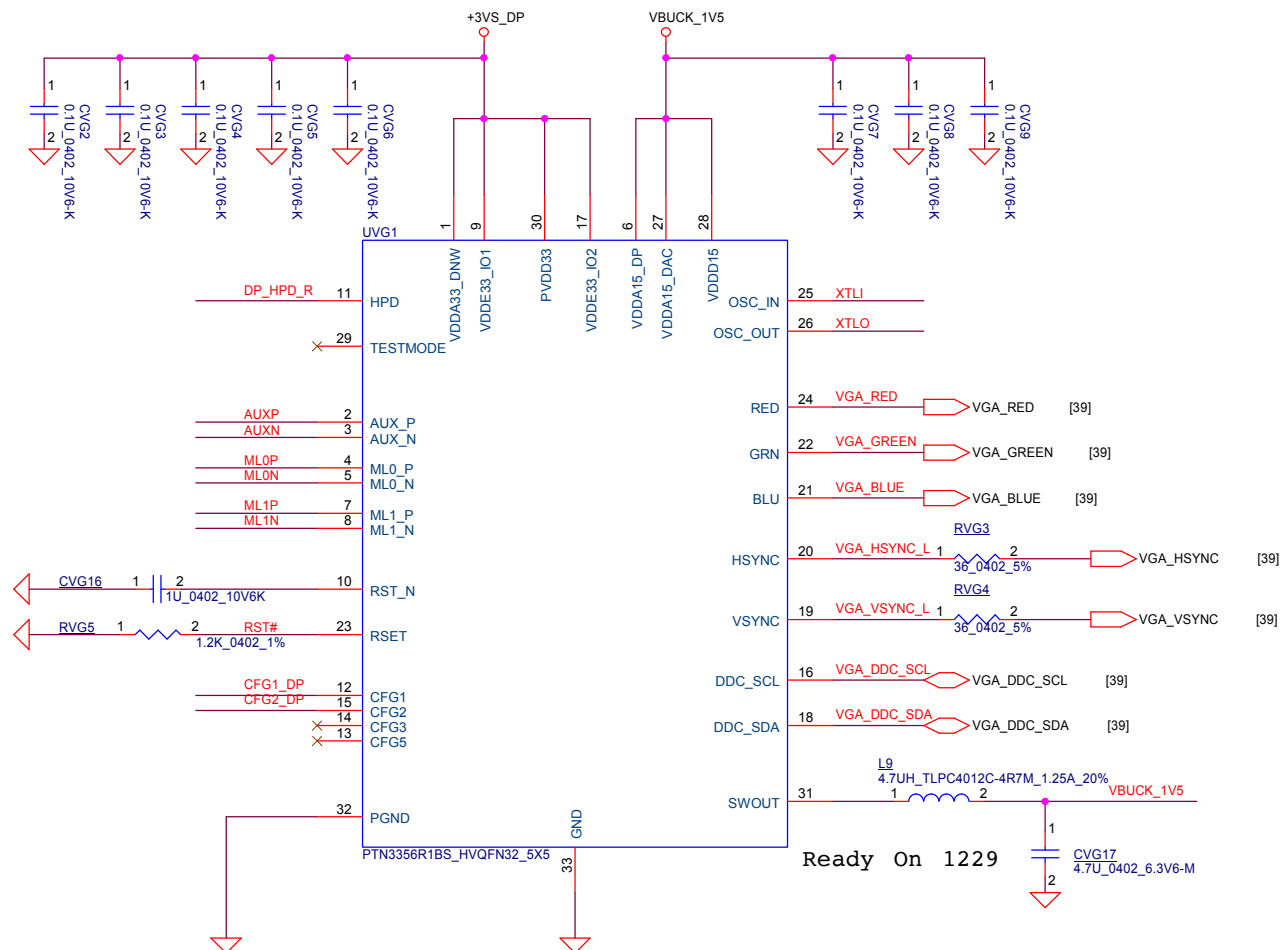 +3VS_DP
VBUCK_1V5
1
2
CVG2
0.1U_0402_10V6-K
1
2
CVG3
0.1U_0402_10V6-K
1
2
CVG4
0.1U_0402_10V6-K
1
2
CVG5
0.1U_0402_10V6-K
1
2
CVG6
0.1U_0402_10V6-K
1
2
CVG7
0.1U_0402_10V6-K
1
2
CVG8
0.1U_0402_10V6-K
1
2
CVG9
0.1U_0402_10V6-K
UVG1
1
VDDA33_DNW
9
VDDE33_IO1
30
PVDD33
17
VDDE33_IO2
6
VDDA15_DP
27
VDDA15_DAC
28
VDDD15
DP_HPD_R 11 HPD
29 TESTMODE
AUXP 2 AUX_P
AUXN 3 AUX_N
ML0P 4 ML0_P
ML0N 5 ML0_N
ML1P 7 ML1_P
ML1N 8 ML1_N
CVG16 1 2 10 RST_N
1U_0402_10V6K
RVG5 1 2 RST# 23 RSET
1.2K_0402_1%
CFG1_DP 12 CFG1
CFG2_DP 15 CFG2
14 CFG3
13 CFG5
32 PGND
GND
33
PTN3356R1BS_HVQFN32_5X5
OSC_IN 25 XTLI
OSC_OUT 26 XTLO
RED 24 VGA_RED VGA_RED [39]
GRN 22 VGA_GREEN VGA_GREEN [39]
BLU 21 VGA_BLUE VGA_BLUE [39]
RVG3
HSYNC 20 VGA_HSYNC_L 1 2 VGA_HSYNC [39]
36_0402_5%
RVG4
VSYNC 19 VGA_VSYNC_L 1 2 VGA_VSYNC [39]
36_0402_5%
DDC_SCL 16 VGA_DDC_SCL VGA_DDC_SCL [39]
DDC_SDA 18 VGA_DDC_SDA VGA_DDC_SDA [39]
L9
4.7UH_TLPC4012C-4R7M_1.25A_20%
SWOUT 31 1 2 VBUCK_1V5
Ready On 1229
1
2
CVG17
4.7U_0402_6.3V6-M